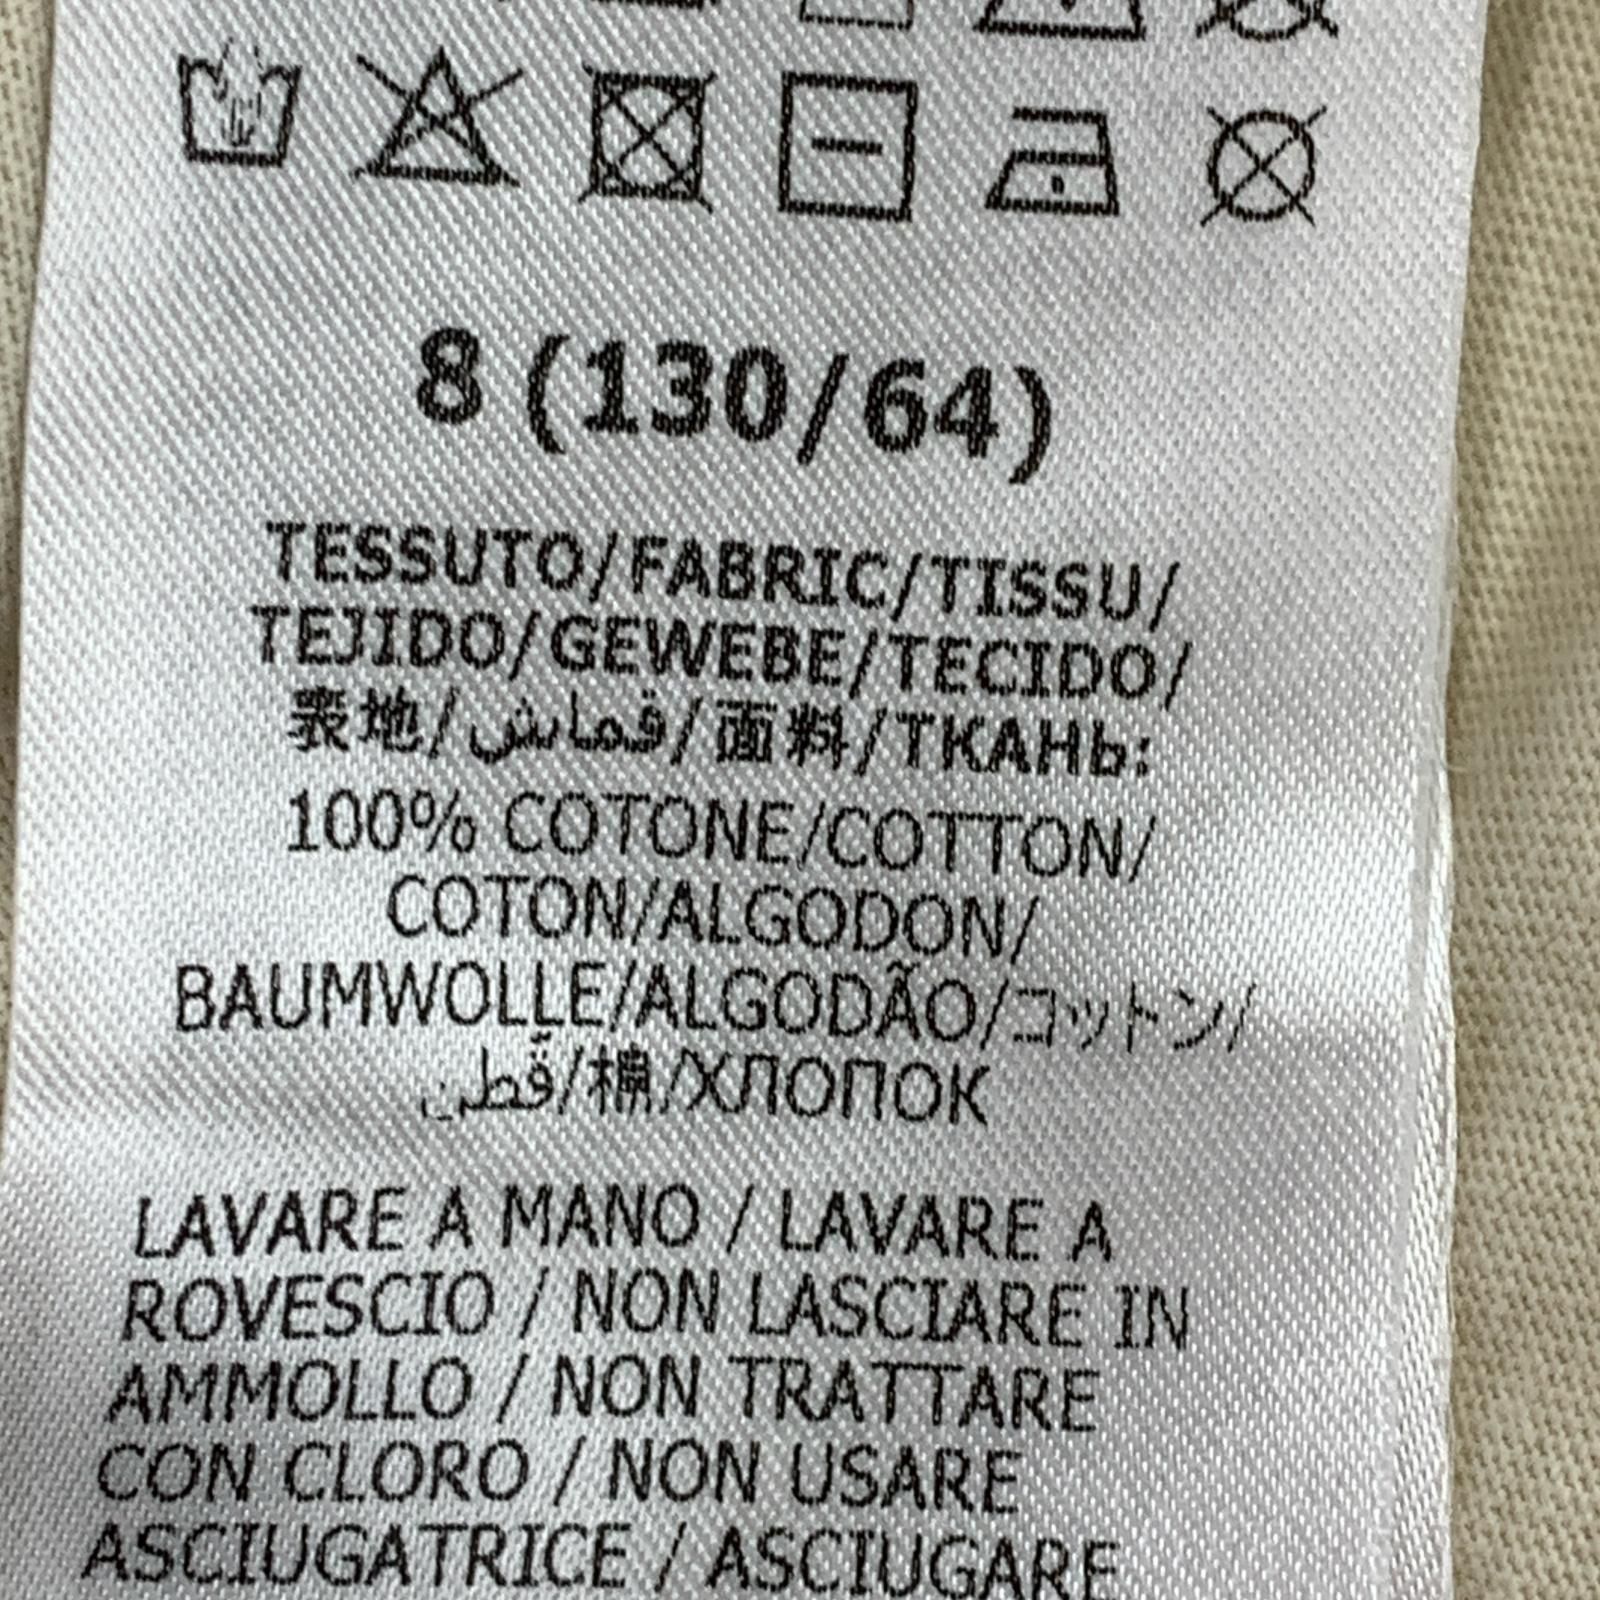 8 (130/64)
TESSUTO/FABRIC/TISSU/
TEJIDO/GEWEBE/TECIDO/
表地/قماش/面料/ТКАНЬ:
100% COTONE/COTTON/
COTON/ALGODON/
BAUMWOLLE/ALGODÃO/コットン/
قطن/棉/ХЛОПОК
LAVARE A MANO / LAVARE A
ROVESCIO / NON LASCIARE IN
AMMOLLO / NON TRATTARE
CON CLORO / NON USARE
ASCIUGATRICE / ASCIUGARE